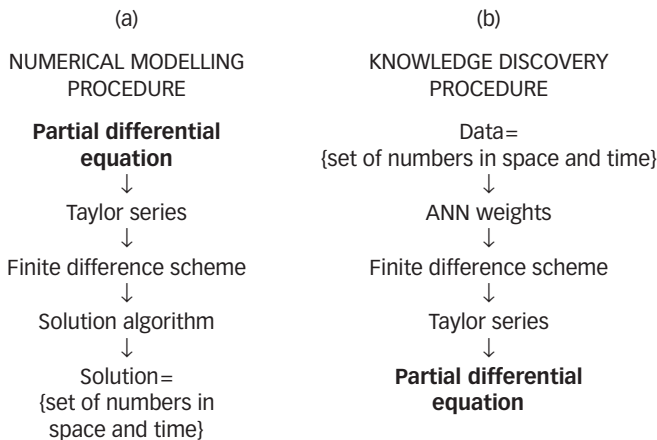 (a)
NUMERICAL MODELLING
PROCEDURE
Partial differential
equation
↓
Taylor series
↓
Finite difference scheme
↓
Solution algorithm
↓
Solution=
{set of numbers in
space and time}
(b)
KNOWLEDGE DISCOVERY
PROCEDURE
Data=
{set of numbers in space and time}
↓
ANN weights
↓
Finite difference scheme
↓
Taylor series
↓
Partial differential
equation